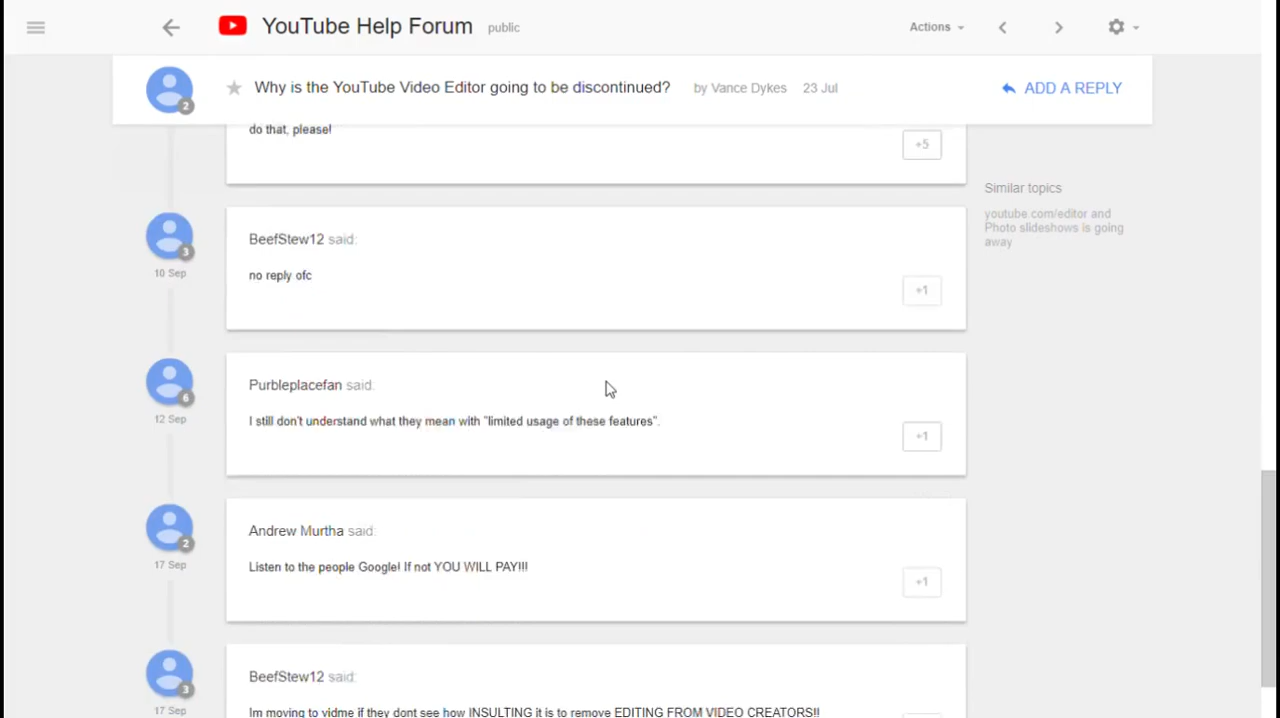 YouTube Help Forum public
Actions
2
Why is the YouTube Video Editor going to be discontinued? by Vance Dykes 23 Jul
ADD A REPLY
do that, please!
+5
Similar topics
youtube.com/editor and
Photo slideshows is going
away
3
10 Sep
BeefStew12 said:
no reply ofc
+1
6
12 Sep
Purbleplacefan said:
I still don't understand what they mean with "limited usage of these features".
+1
2
17 Sep
Andrew Murtha said:
Listen to the people Google! If not YOU WILL PAY!!!
+1
3
17 Sep
BeefStew12 said:
Im moving to vidme if they dont see how INSULTING it is to remove EDITING FROM VIDEO CREATORS!!